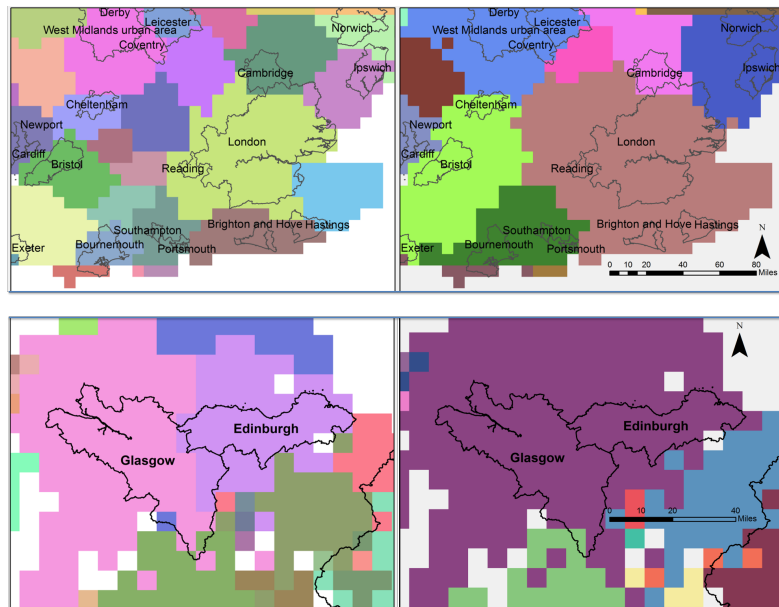 Derby
Leicester
Norwich
West Midlands urban area
Coventry
Cambridge
Ipswich
Cheltenham
Newport
London
Cardiff
Bristol
Reading
Southampton
Brighton and Hove Hastings
Exeter
Bournemouth
Portsmouth
Derby
Leicester
Norwich
West Midlands urban area
Coventry
Cambridge
Ipswich
Cheltenham
Newport
London
Cardiff
Bristol
Reading
Southampton
Brighton and Hove Hastings
N
Exeter
Bournemouth
Portsmouth
0 10 20 40 60 80
Miles
Edinburgh
Glasgow
N
Edinburgh
Glasgow
0 10 20 40
Miles